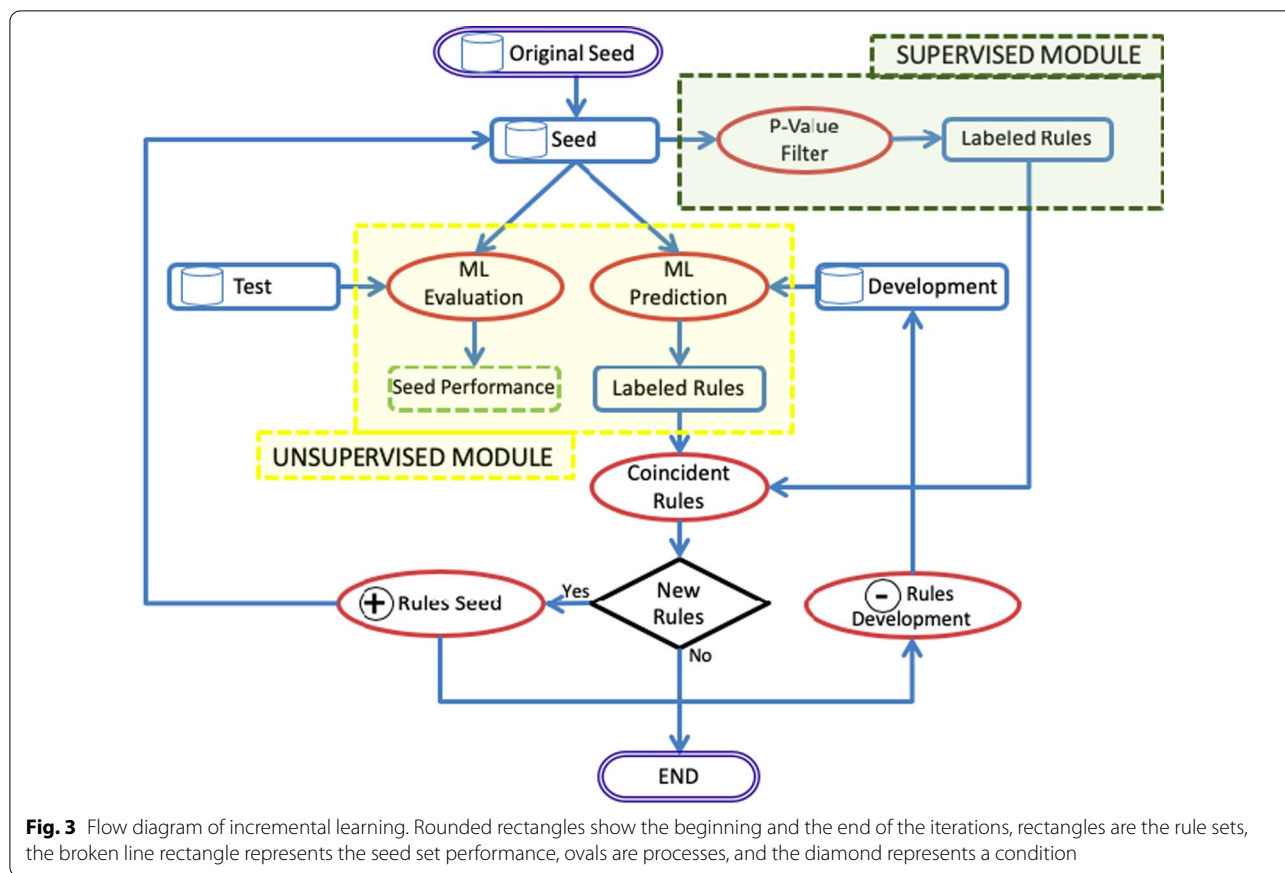 Original Seed
SUPERVISED MODULE
Seed
P-Value
Filter
Labeled Rules
Test
ML
Evaluation
ML
Prediction
Development
Seed Performance
Labeled Rules
UNSUPERVISED MODULE
Coincident
Rules
+ Rules Seed
Yes
New
Rules
No
- Rules
Development
END
Fig. 3 Flow diagram of incremental learning. Rounded rectangles show the beginning and the end of the iterations, rectangles are the rule sets,
the broken line rectangle represents the seed set performance, ovals are processes, and the diamond represents a condition